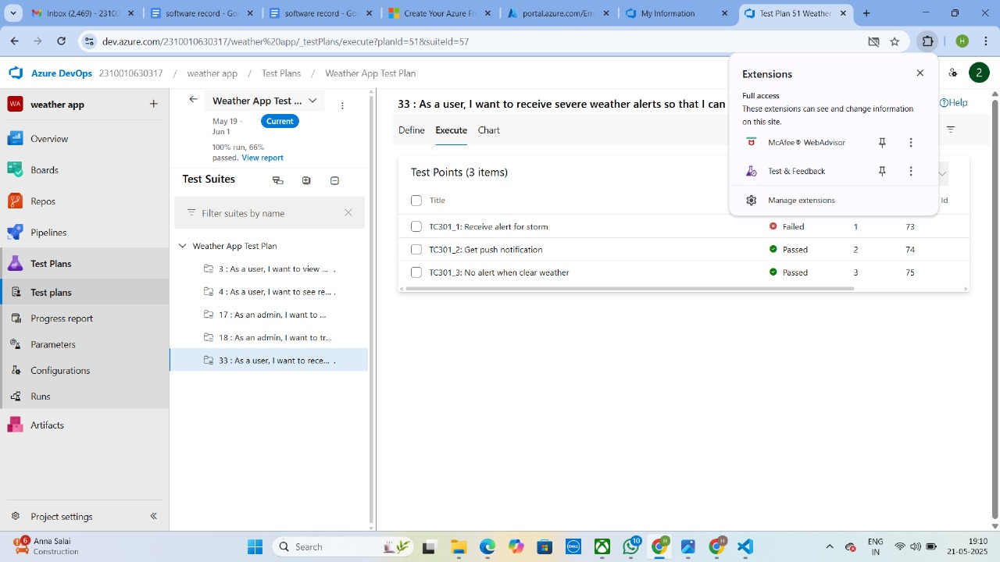 Inbox (2,469) - 2310D
software record - Go
software record - Go
Create Your Azure Fr
portal.azure.com/Erro
My Information
Test Plan 51 Weather
dev.azure.com/2310010630317/weather%20app/_testPlans/execute?planId=51&suiteId=57
H
Azure DevOps 2310010630317 / weather app / Test Plans / Weather App Test Plan
2
WA weather app
Overview
Boards
Repos
Pipelines
Test Plans
Test plans
Progress report
Parameters
Configurations
Runs
Artifacts
Project settings
Weather App Test ...
May 19 -
Jun 1
Current
100% run, 66%
passed. View report
Test Suites
Filter suites by name
Weather App Test Plan
3 : As a user, I want to view ... .
4 : As a user, I want to see re... .
17 : As an admin, I want to ...
18 : As an admin, I want to tr...
33 : As a user, I want to rece... .
33 : As a user, I want to receive severe weather alerts so that I can
Help
Define Execute Chart
Test Points (3 items)
Title
Id
TC301_1: Receive alert for storm Failed 1 73
TC301_2: Get push notification Passed 2 74
TC301_3: No alert when clear weather Passed 3 75
Extensions
Full access
These extensions can see and change information
on this site.
McAfee® WebAdvisor
Test & Feedback
Manage extensions
6
Anna Salai
Construction
Search
DELL
10
H
H
ENG
IN
19:10
21-05-2025